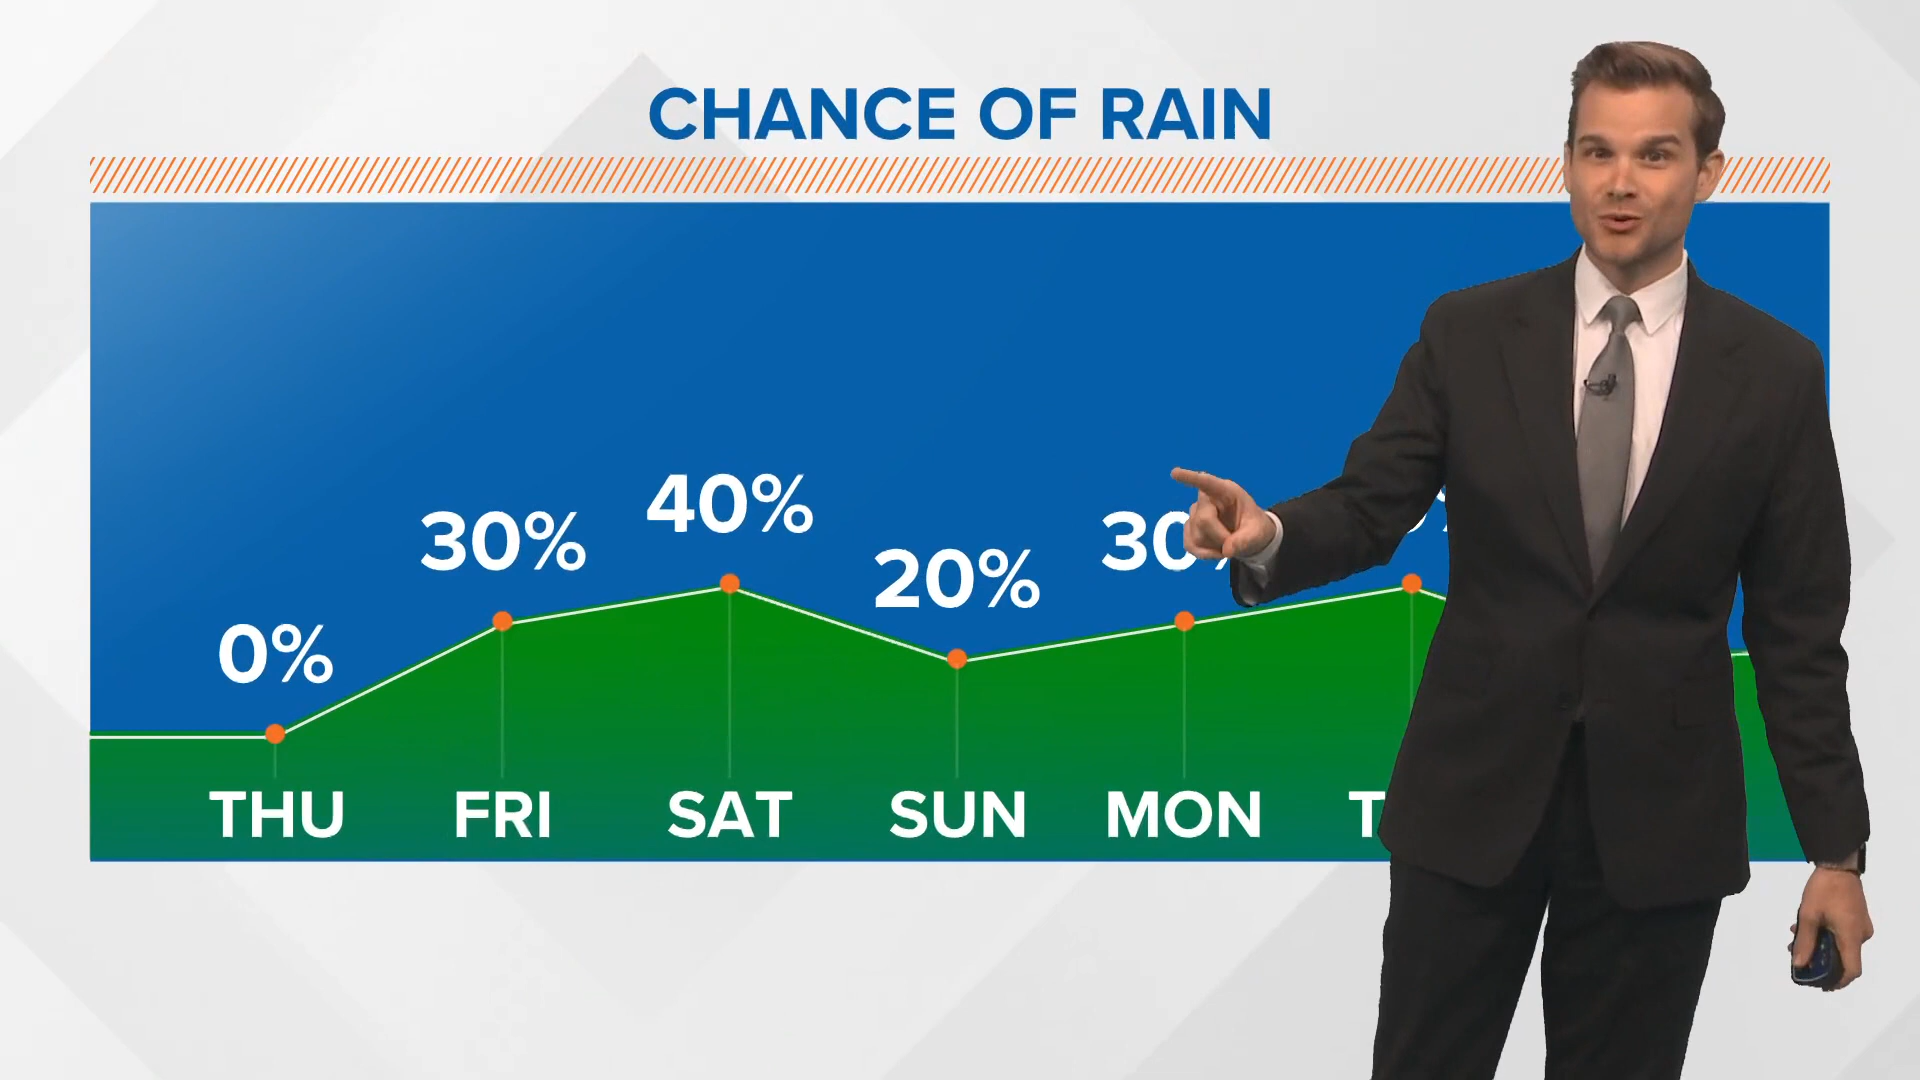 CHANCE OF RAIN
0% 30% 40% 20%
THU FRI SAT SUN MON